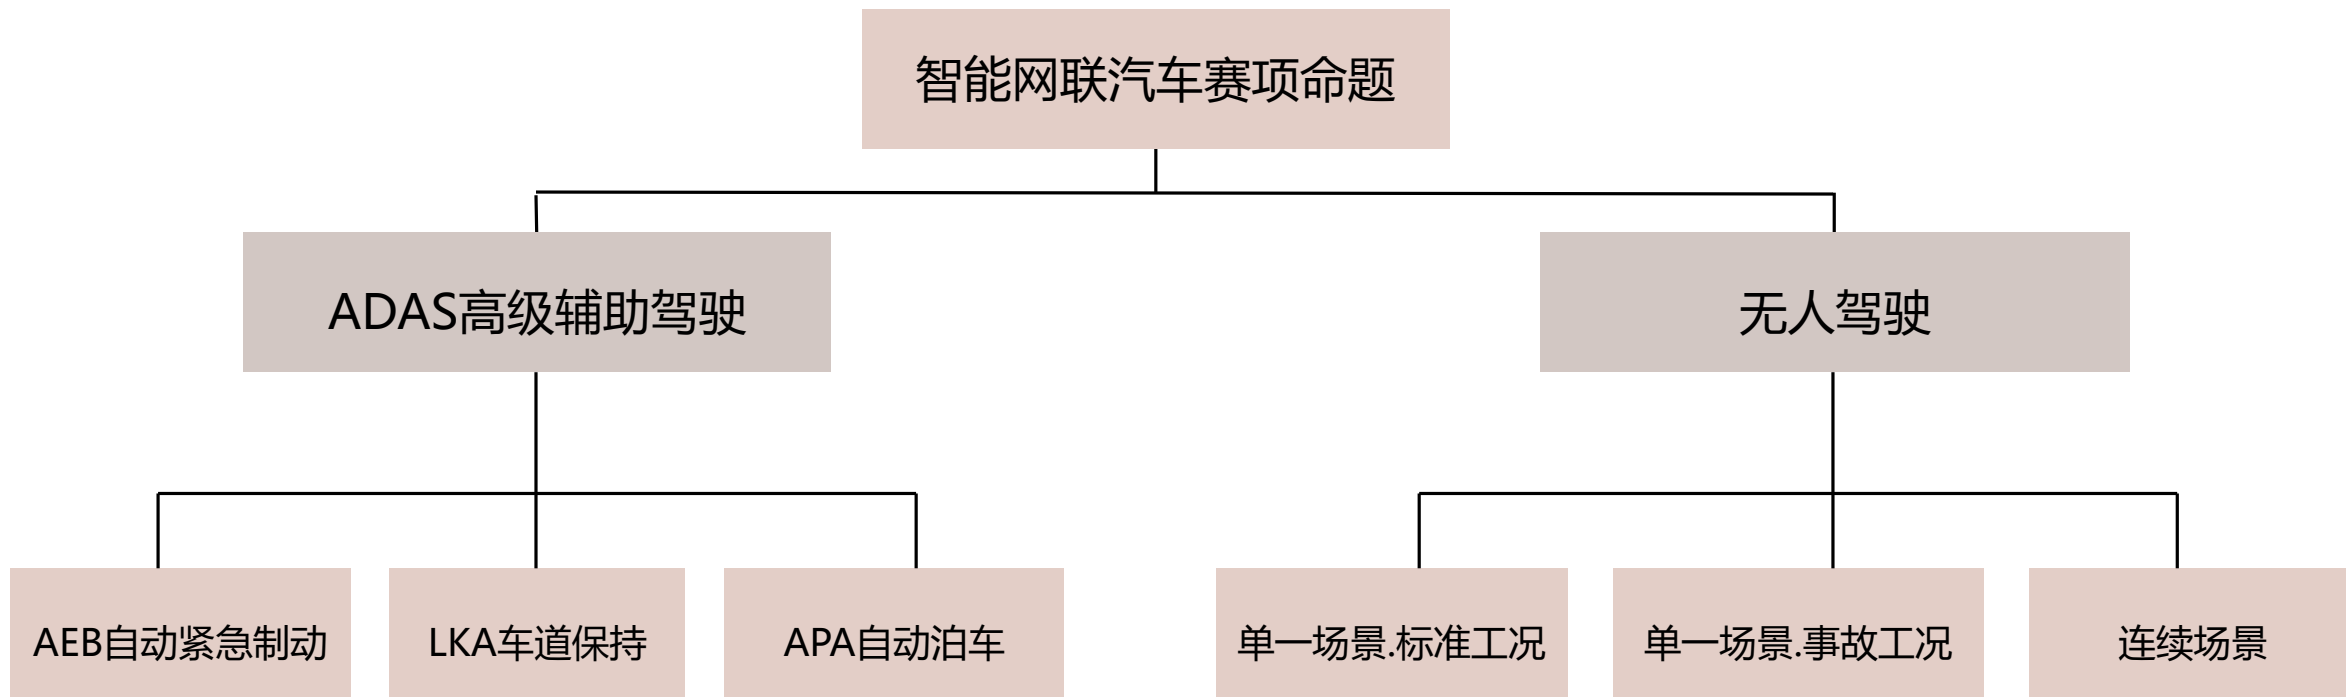 智能网联汽车赛项命题
ADAS高级辅助驾驶
无人驾驶
AEB自动紧急制动
LKA车道保持
APA自动泊车
单一场景.标准工况
单一场景.事故工况
连续场景